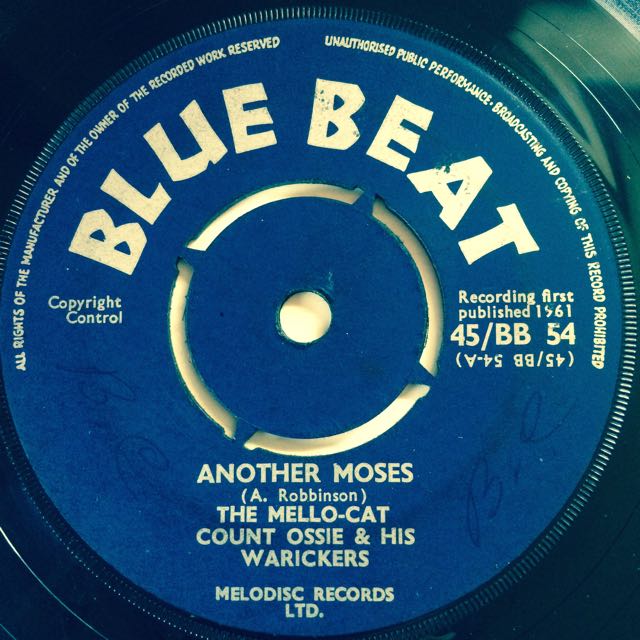 ALL RIGHTS OF THE MANUFACTURER AND OF THE OWNER OF THE RECORDED WORK RESERVED
UNAUTHORISED PUBLIC PERFORMANCE · BROADCASTING AND COPYING OF THIS RECORD PROHIBITED
BLUE BEAT
Copyright
Control
Recording first
published 1961
45/BB 54
(45/BB 54-A)
ANOTHER MOSES
(A. Robbinson)
THE MELLO-CAT
COUNT OSSIE & HIS
WARICKERS
MELODISC RECORDS
LTD.